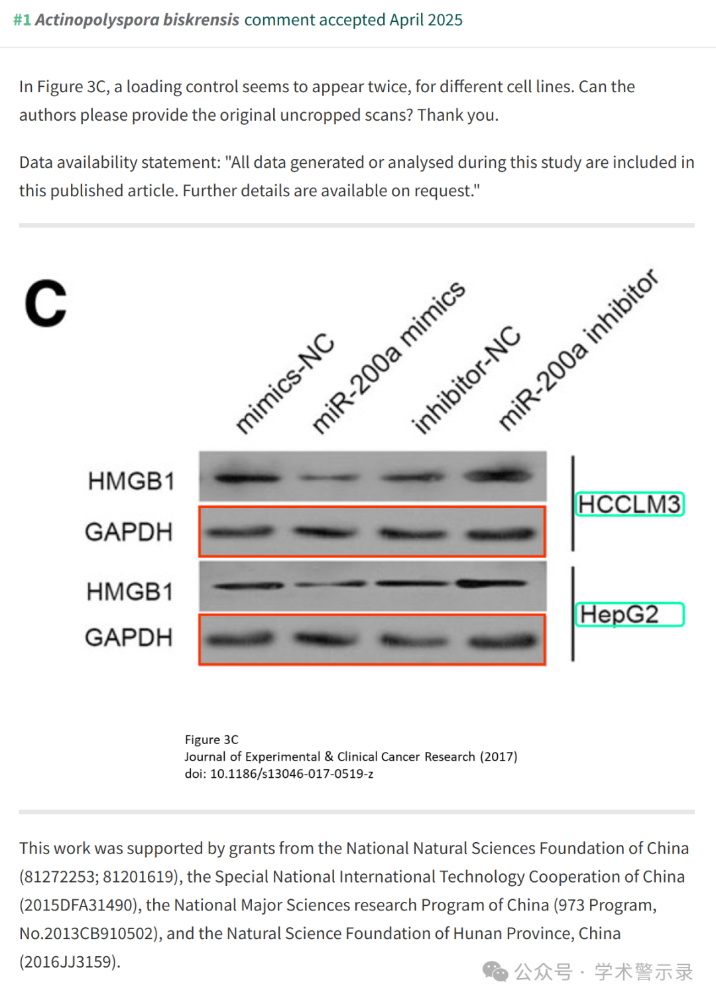 #1 Actinopolyspora biskrensis comment accepted April 2025
In Figure 3C, a loading control seems to appear twice, for different cell lines. Can the
authors please provide the original uncropped scans? Thank you.
Data availability statement: "All data generated or analysed during this study are included in
this published article. Further details are available on request."
C
mimics-NC
miR-200a mimics
inhibitor-NC
miR-200a inhibitor
HMGB1
GAPDH
HCCLM3
HMGB1
GAPDH
HepG2
Figure 3C
Journal of Experimental & Clinical Cancer Research (2017)
doi: 10.1186/s13046-017-0519-z
This work was supported by grants from the National Natural Sciences Foundation of China
(81272253; 81201619), the Special National International Technology Cooperation of China
(2015DFA31490), the National Major Sciences research Program of China (973 Program,
No.2013CB910502), and the Natural Science Foundation of Hunan Province, China
(2016JJ3159).
公众号 · 学术警示录